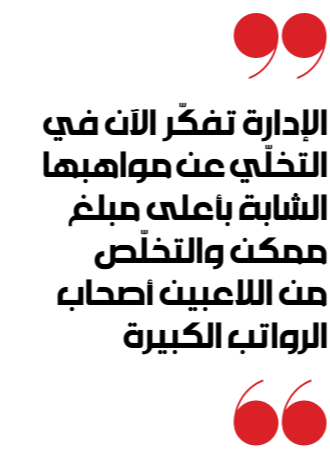 الإدارة تفكّر الآن في
التخلّي عن مواهبها
الشابة بأعلى مبلغ
ممكن والتخلّص
من اللاعبين أصحاب
الرواتب الكبيرة